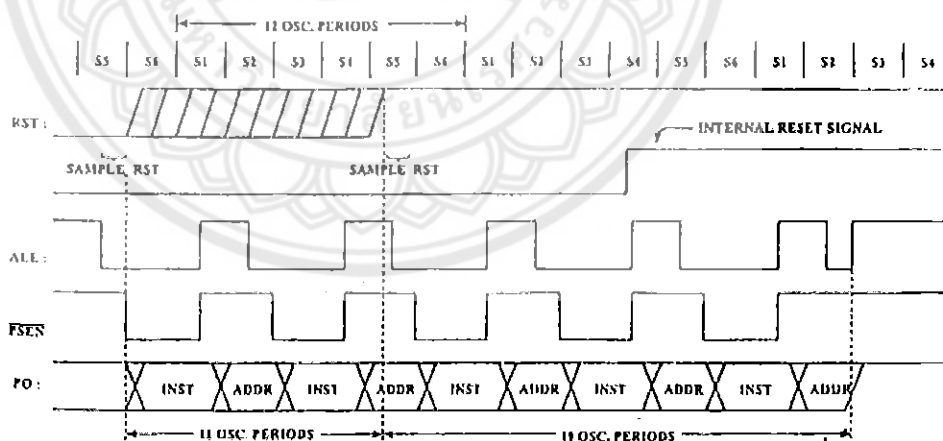 12 OSC. PERIODS
S5 S6 S1 S2 S3 S4 S5 S6 S1 S2 S3 S4 S5 S6 S1 S2 S3 S4
RST :
INTERNAL RESET SIGNAL
SAMPLE RST SAMPLE RST
ALE :
PSEN
PO : INST ADDR INST ADDR INST ADDR INST ADDR INST ADDR
11 OSC. PERIODS 19 OSC. PERIODS